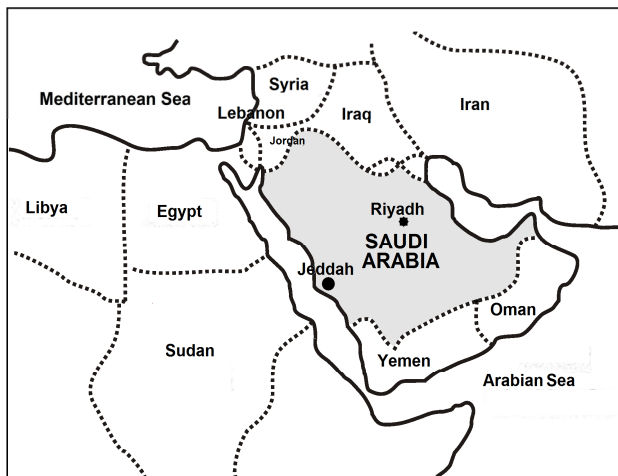 Syria
Mediterranean Sea
Lebanon
Iraq
Iran
Jordan
Libya
Egypt
Riyadh
SAUDI
ARABIA
Jeddah
Oman
Sudan
Yemen
Arabian Sea